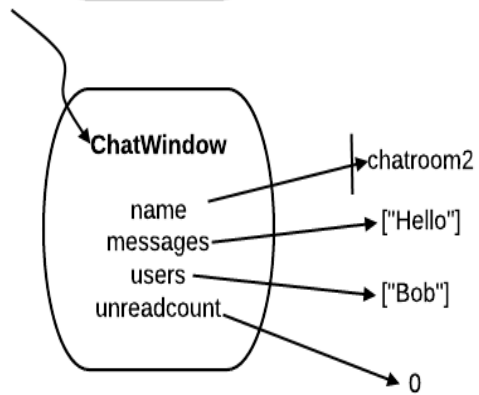 ChatWindow
name
messages
users
unreadcount
chatroom2
["Hello"]
["Bob"]
0